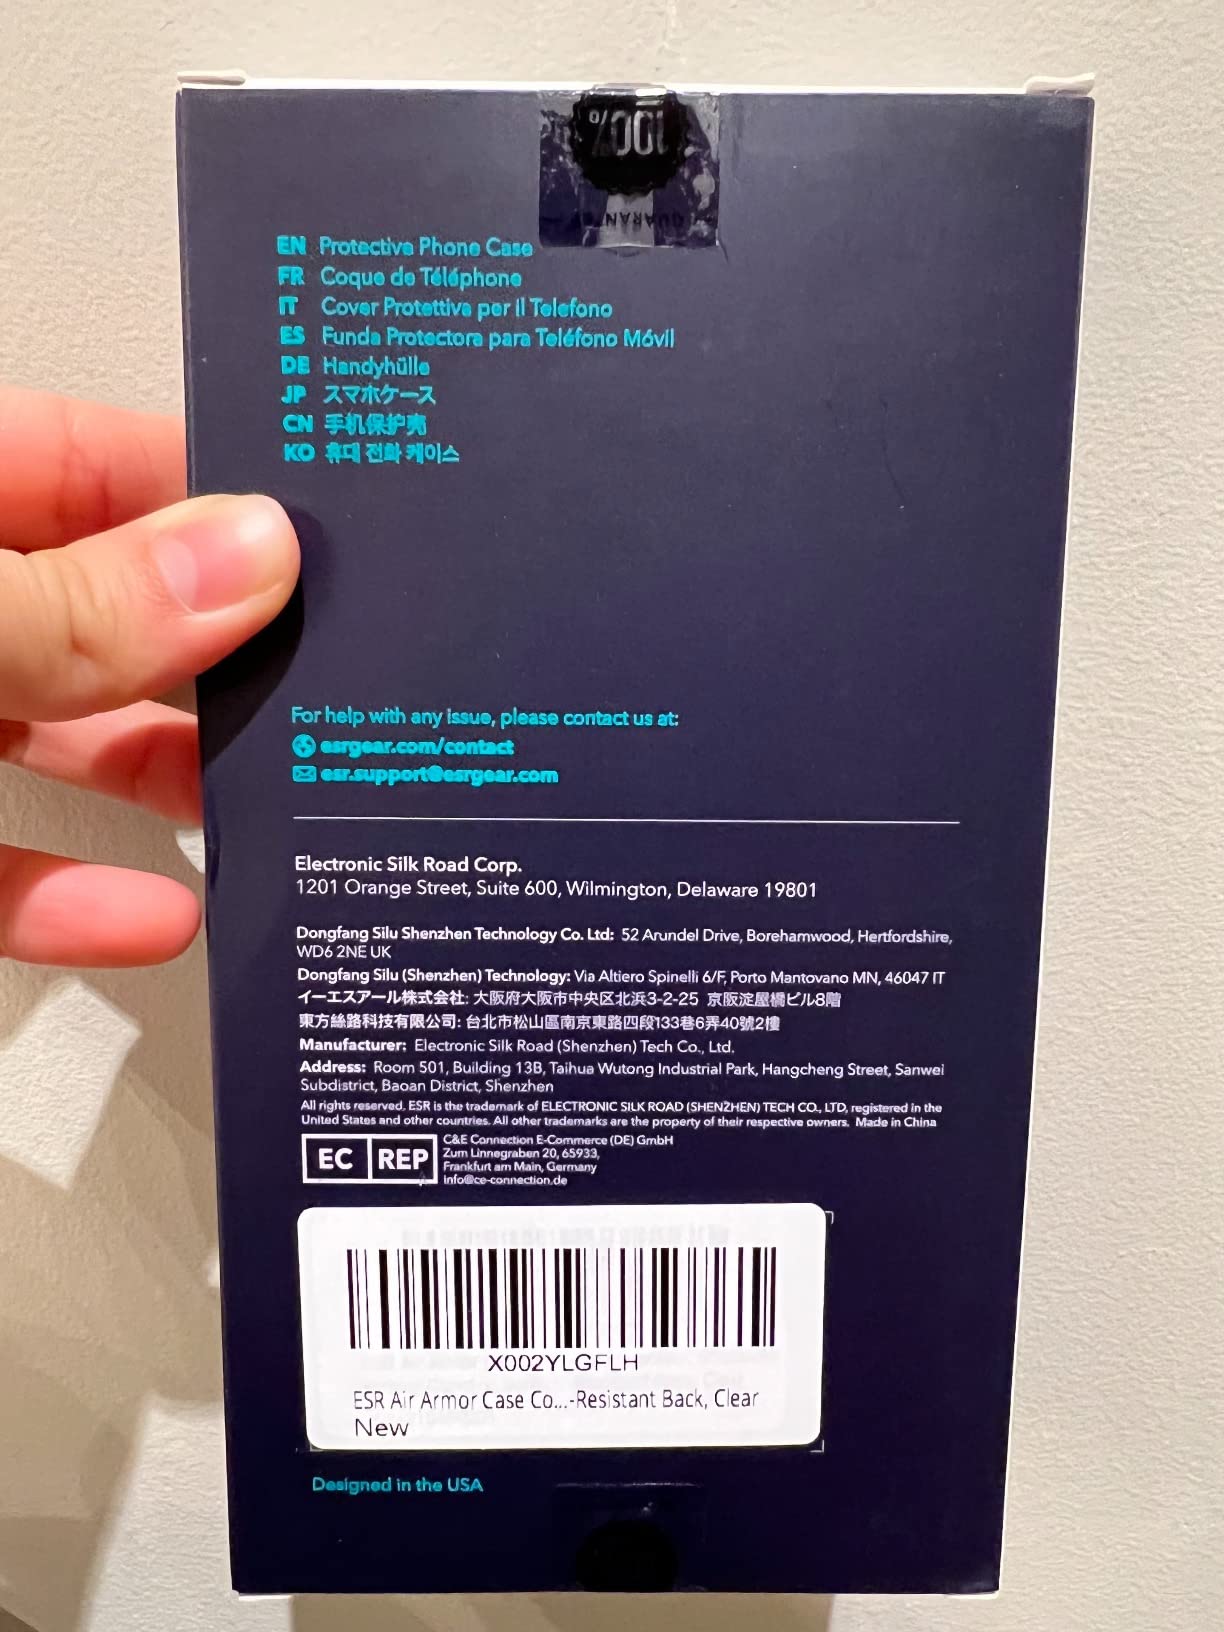 100%
GUARANTEE
EN Protective Phone Case
FR Coque de Téléphone
IT Cover Protettiva per Il Telefono
ES Funda Protectora para Teléfono Móvil
DE Handyhülle
JP スマホケース
CN 手机保护壳
KO 휴대 전화 케이스
For help with any issue, please contact us at:
esrgear.com/contact
esr.support@esrgear.com
Electronic Silk Road Corp.
1201 Orange Street, Suite 600, Wilmington, Delaware 19801
Dongfang Silu Shenzhen Technology Co. Ltd: 52 Arundel Drive, Borehamwood, Hertfordshire,
WD6 2NE UK
Dongfang Silu (Shenzhen) Technology: Via Altiero Spinelli 6/F, Porto Mantovano MN, 46047 IT
イーエスアール株式会社: 大阪府大阪市中央区北浜3-2-25 京阪淀屋橋ビル8階
東方絲路科技有限公司: 台北市松山區南京東路四段133巷6弄40號2樓
Manufacturer: Electronic Silk Road (Shenzhen) Tech Co., Ltd.
Address: Room 501, Building 13B, Taihua Wutong Industrial Park, Hangcheng Street, Sanwei
Subdistrict, Baoan District, Shenzhen
All rights reserved. ESR is the trademark of ELECTRONIC SILK ROAD (SHENZHEN) TECH CO., LTD, registered in the
United States and other countries. All other trademarks are the property of their respective owners. Made in China
EC REP
C&E Connection E-Commerce (DE) GmbH
Zum Linnegraben 20, 65933,
Frankfurt am Main, Germany
info@ce-connection.de
X002YLGFLH
ESR Air Armor Case Co...-Resistant Back, Clear
New
Designed in the USA